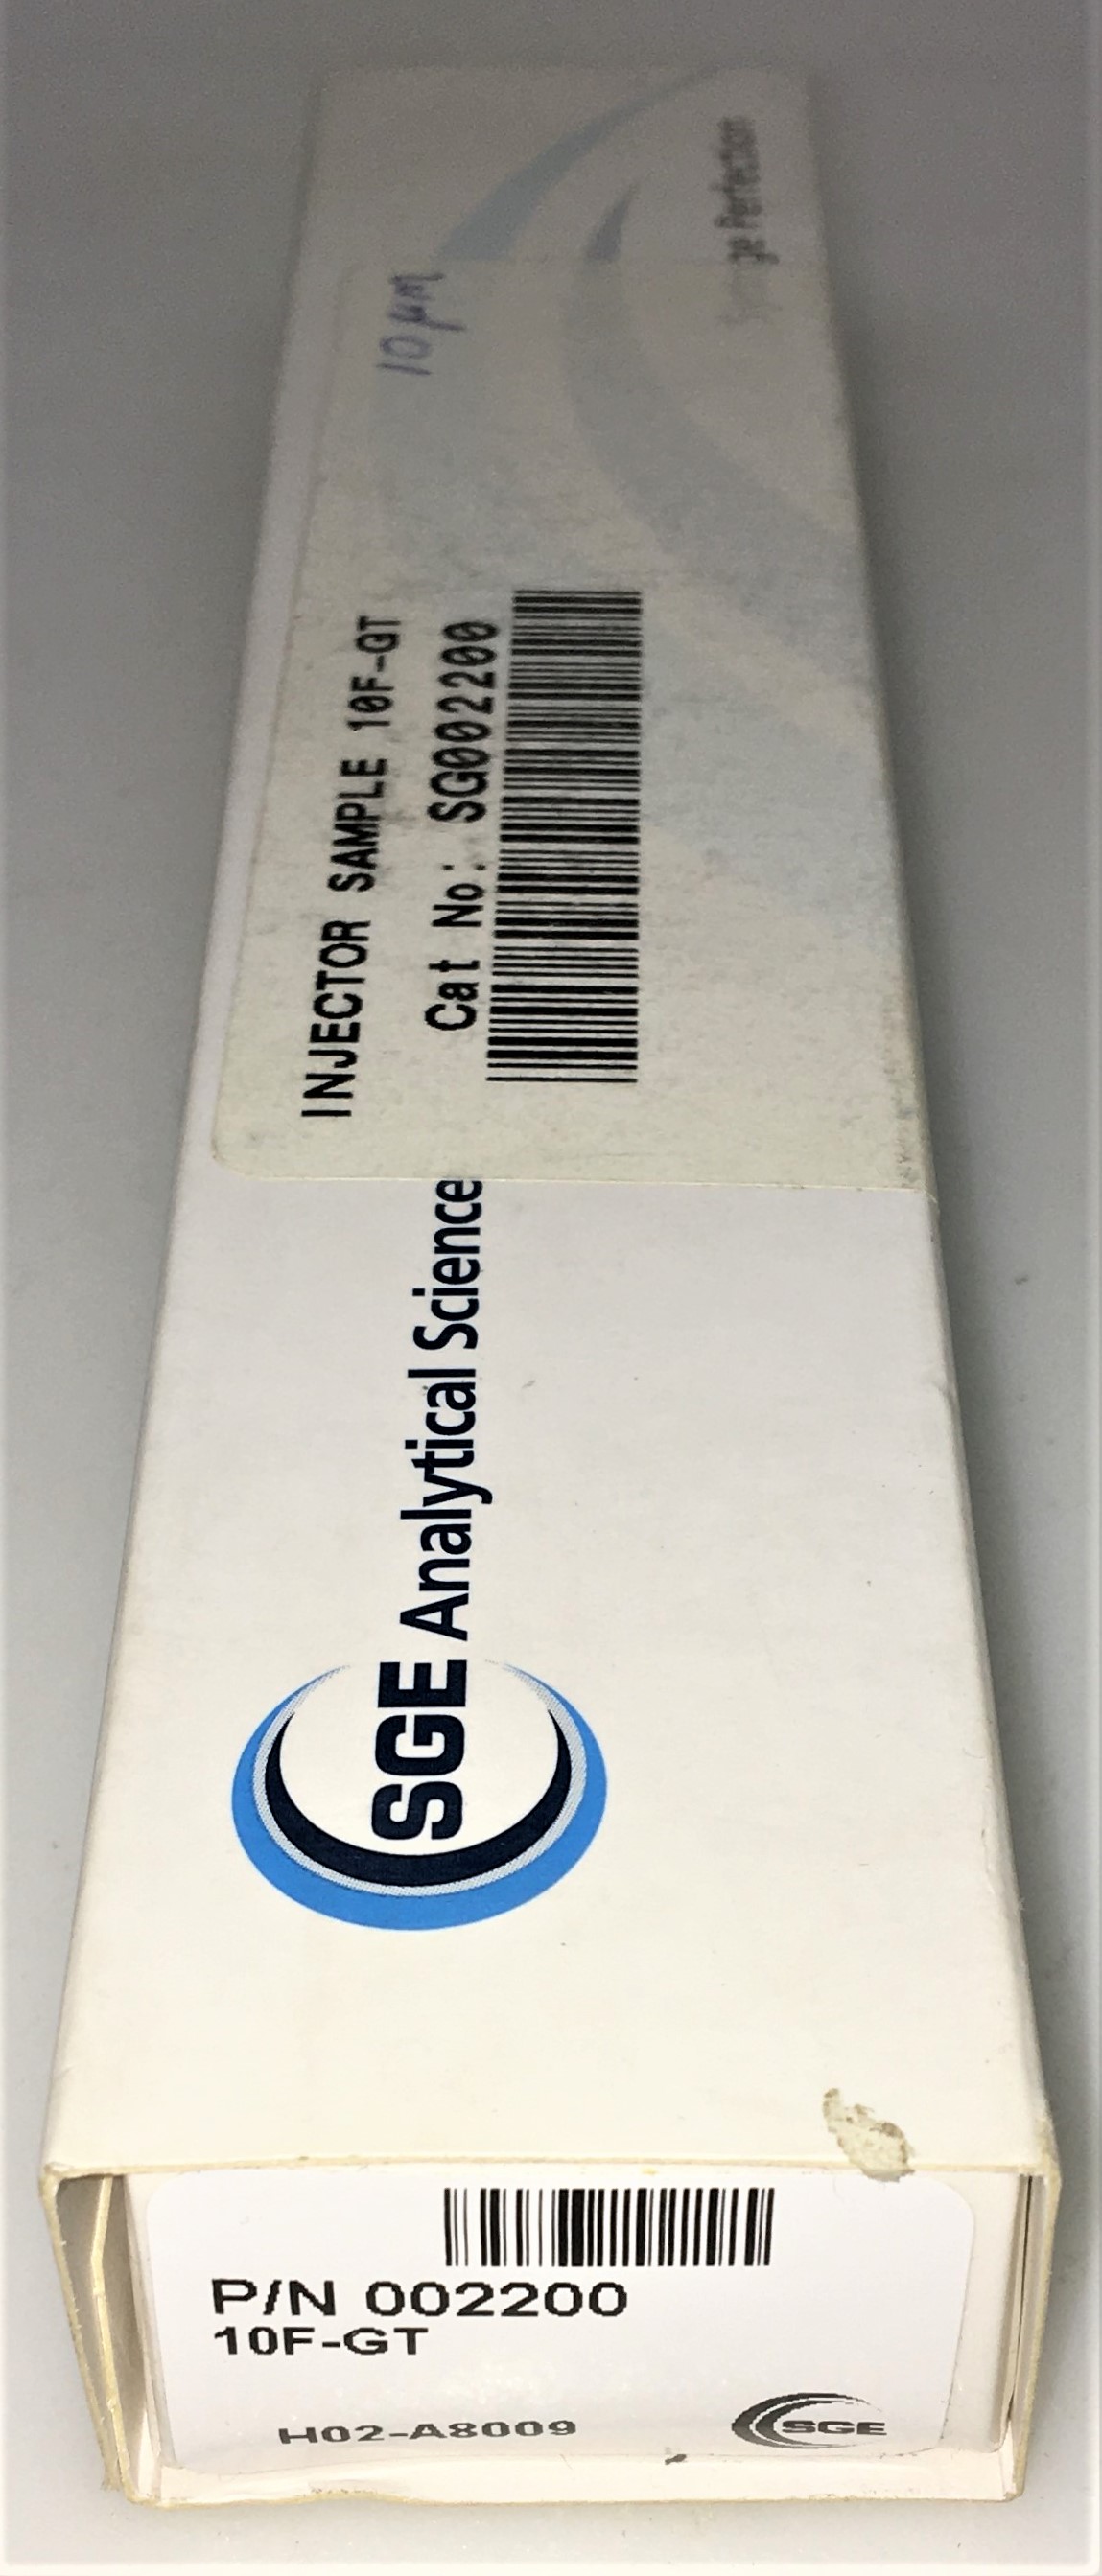 10 µm
INJECTOR SAMPLE 10F-GT
Cat No: SG002200
SGE Analytical Science
Perfection
P/N 002200
10F-GT
H02-A8009
SGE